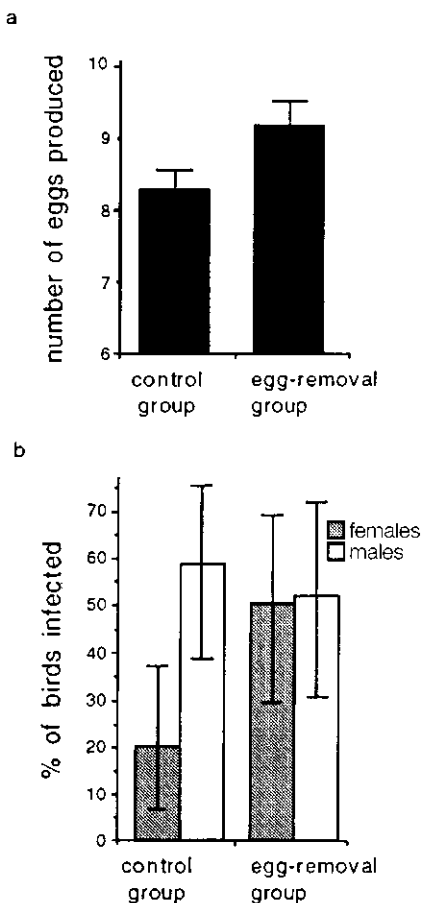 a
number of eggs produced
10
9
8
7
6
control
group
egg-removal
group
b
% of birds infected
70
60
50
40
30
20
10
0
females
males
control
group
egg-removal
group